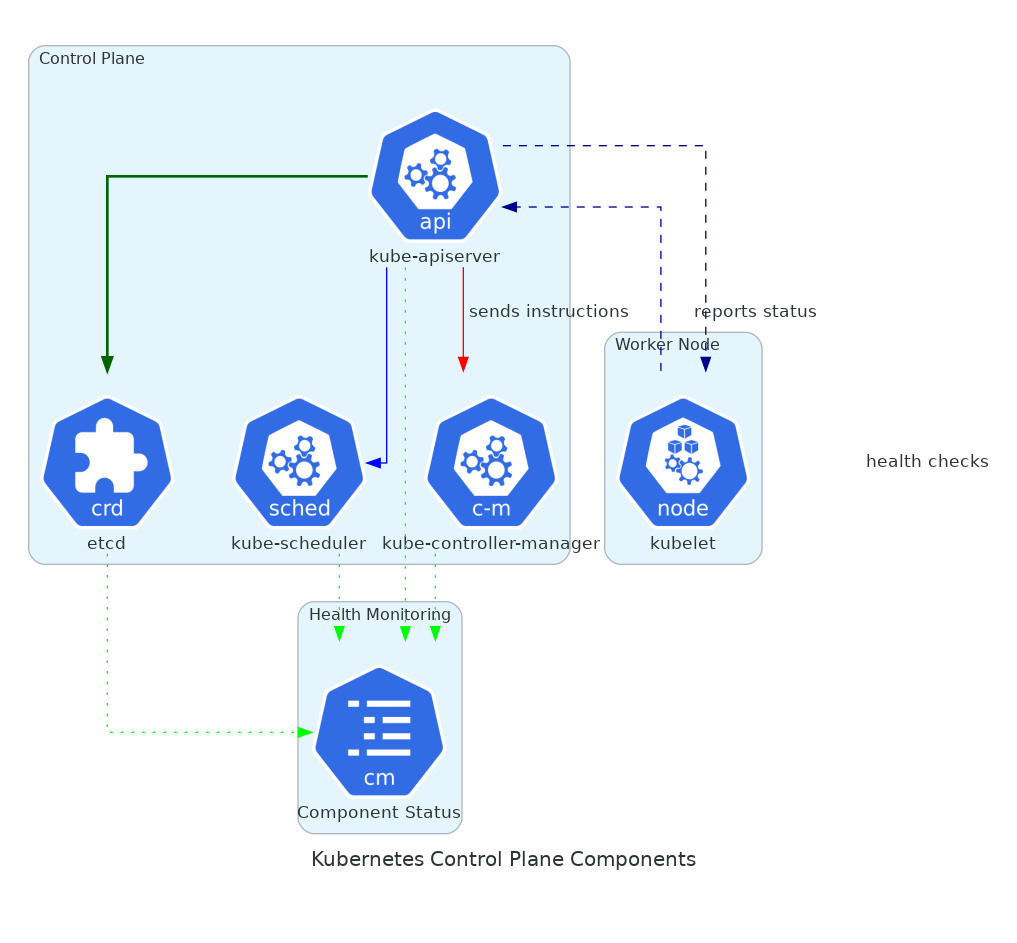 Control Plane
api
kube-apiserver
sends instructions
reports status
Worker Node
health checks
crd
sched
c-m
node
etcd
kube-scheduler
kube-controller-manager
kubelet
Health Monitoring
cm
Component Status
Kubernetes Control Plane Components